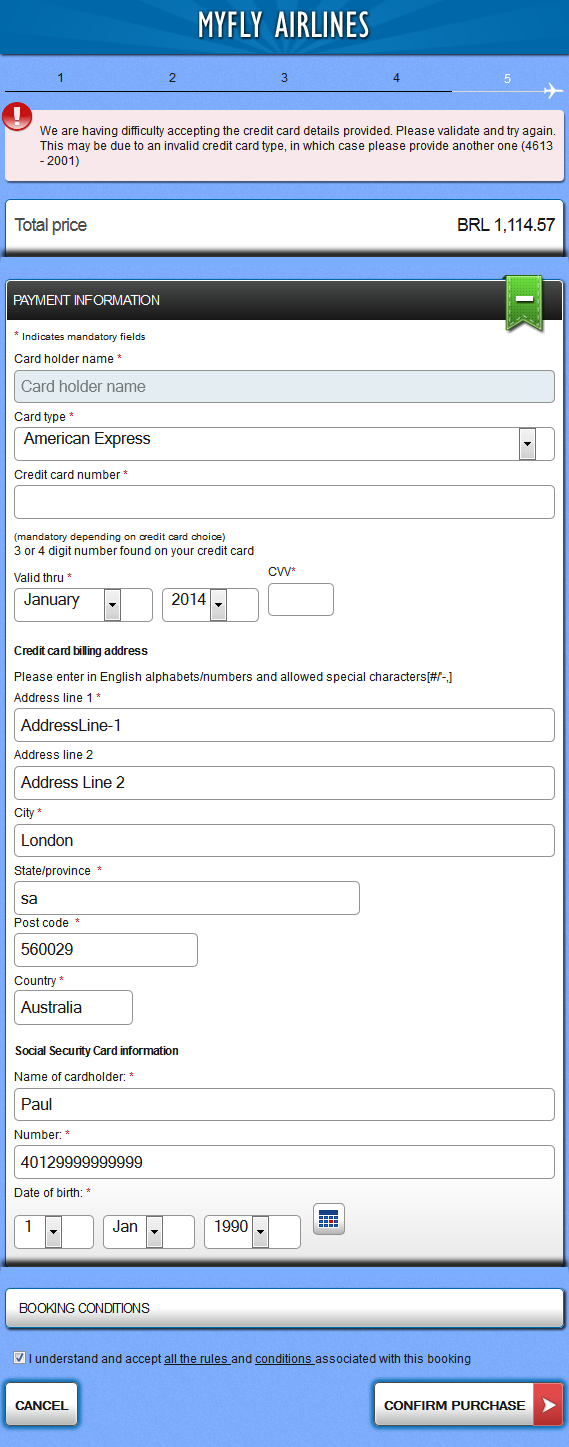 MYFLY AIRLINES
1 2 3 4 5
We are having difficulty accepting the credit card details provided. Please validate and try again.
This may be due to an invalid credit card type, in which case please provide another one (4613
- 2001)
Total price BRL 1,114.57
PAYMENT INFORMATION
* Indicates mandatory fields
Card holder name *
Card holder name
Card type *
American Express
Credit card number *
(mandatory depending on credit card choice)
3 or 4 digit number found on your credit card
Valid thru * CVV*
January 2014
Credit card billing address
Please enter in English alphabets/numbers and allowed special characters[#/'-,]
Address line 1 *
AddressLine-1
Address line 2
Address Line 2
City *
London
State/province *
sa
Post code *
560029
Country *
Australia
Social Security Card information
Name of cardholder: *
Paul
Number: *
40129999999999
Date of birth: *
1 Jan 1990
BOOKING CONDITIONS
I understand and accept all the rules and conditions associated with this booking
CANCEL CONFIRM PURCHASE